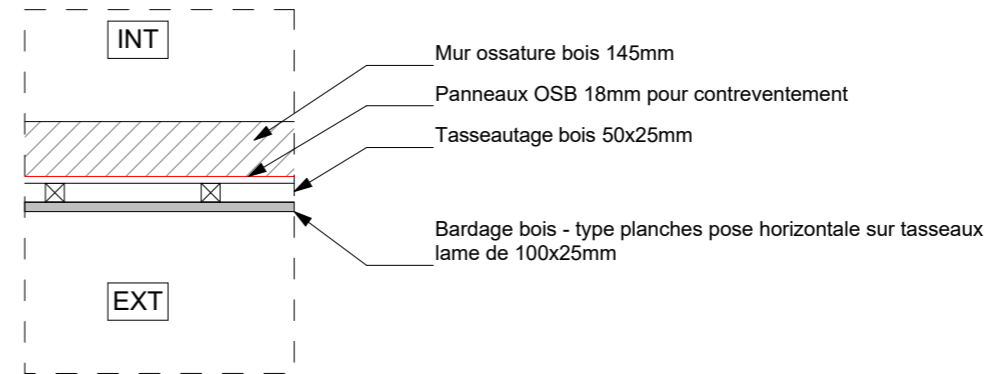 INT
Mur ossature bois 145mm
Panneaux OSB 18mm pour contreventement
Tasseautage bois 50x25mm
Bardage bois - type planches pose horizontale sur tasseaux
lame de 100x25mm
EXT